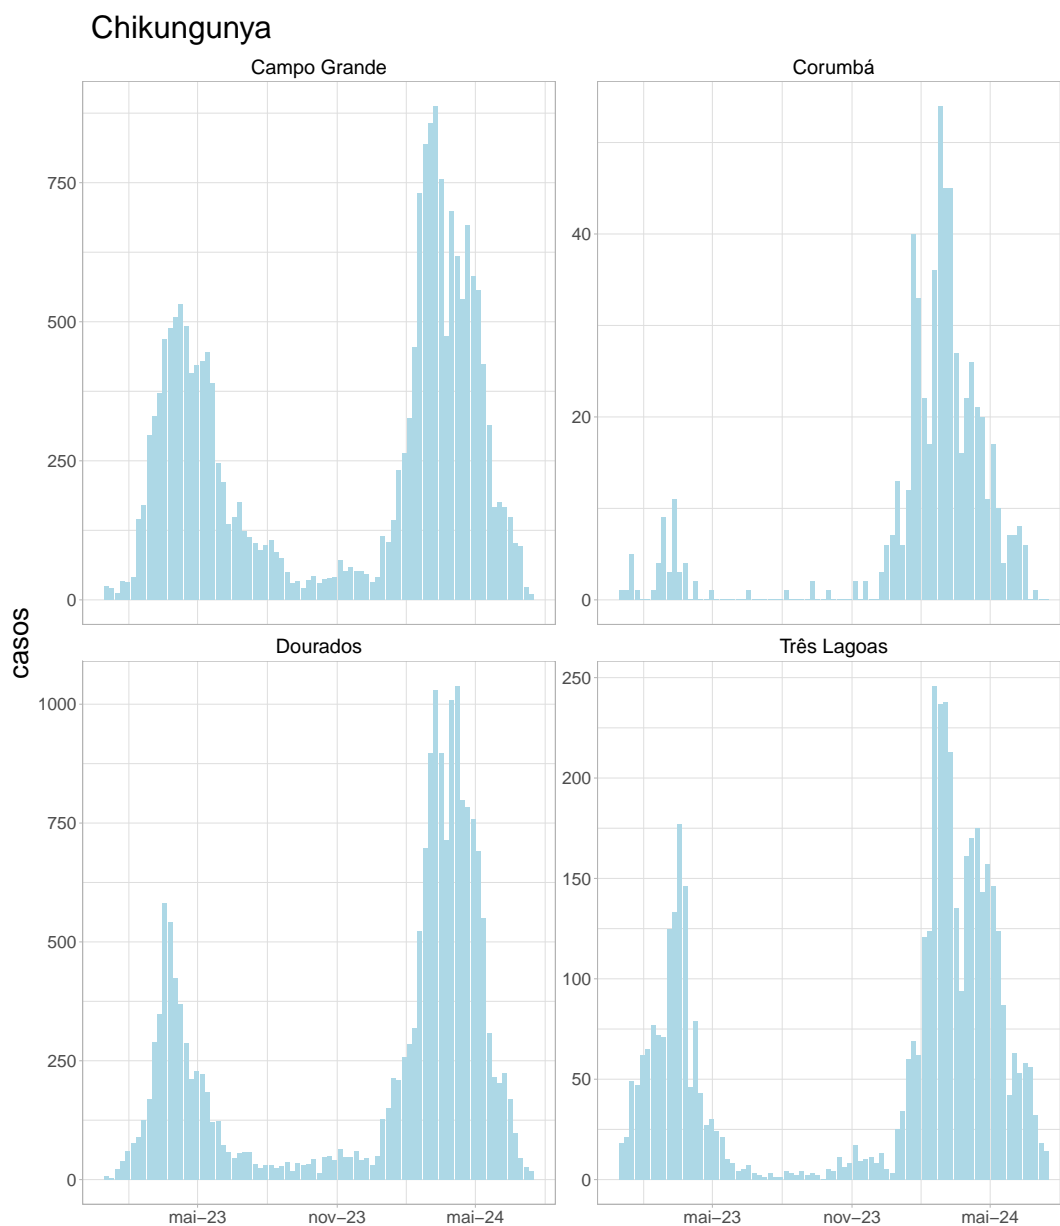 Chikungunya
Campo Grande
Corumbá
750
500
250
0
40
20
0
casos
Dourados
Três Lagoas
1000
750
500
250
0
250
200
150
100
50
0
mai–23
nov–23
mai–24
mai–23
nov–23
mai–24